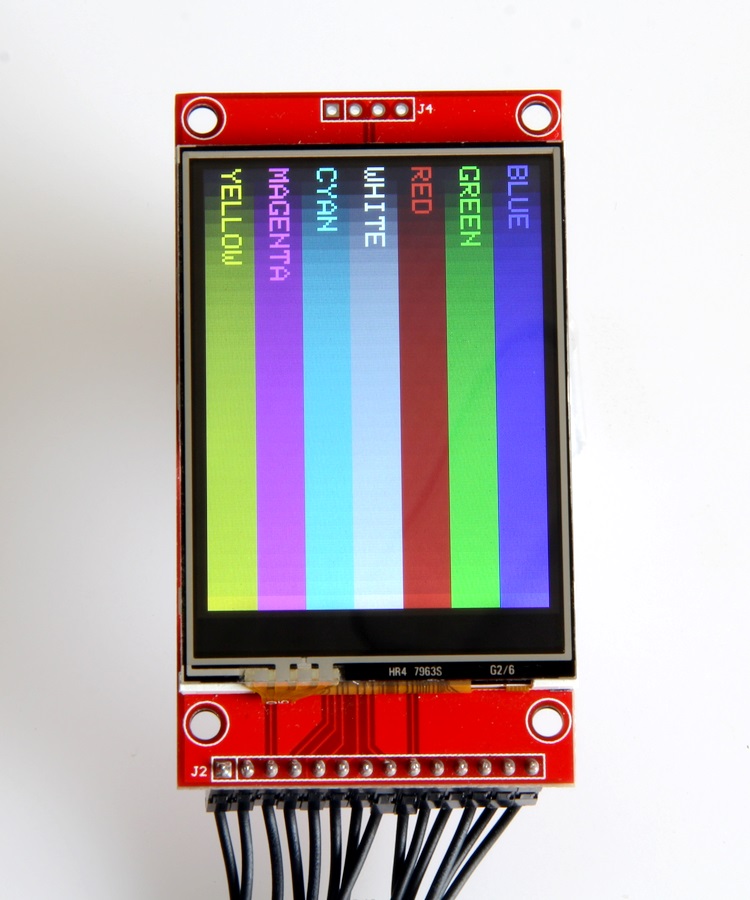 J4
YELLOW
MAGENTA
CYAN
WHITE
RED
GREEN
BLUE
HR4 7963S
G2/6
J2